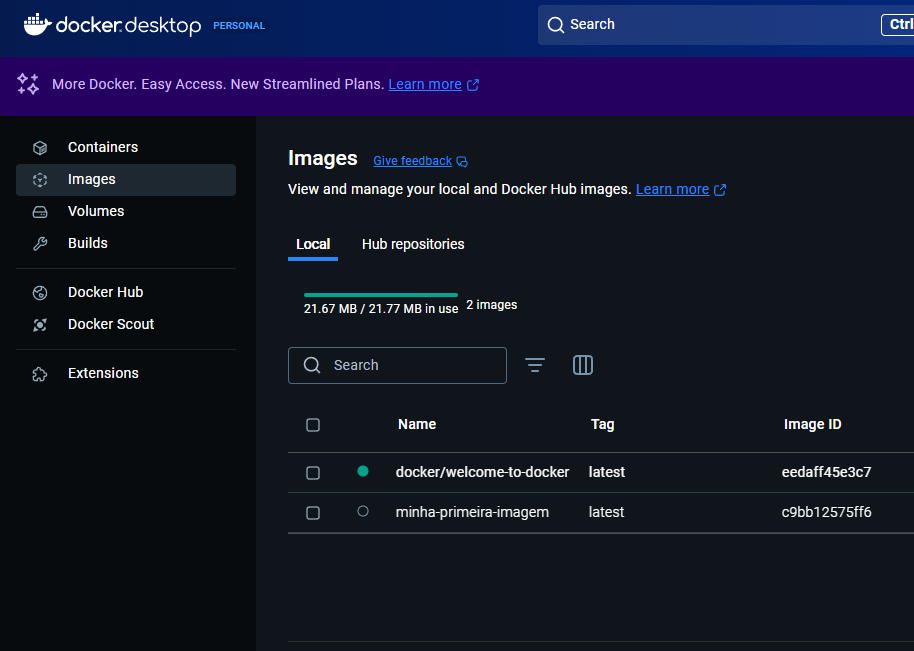 docker.desktop PERSONAL
Search
Ctrl
More Docker. Easy Access. New Streamlined Plans. Learn more
Containers
Images
Volumes
Builds
Docker Hub
Docker Scout
Extensions
Images Give feedback
View and manage your local and Docker Hub images. Learn more
Local Hub repositories
21.67 MB / 21.77 MB in use 2 images
Search
Name Tag Image ID
docker/welcome-to-docker latest eedaff45e3c7
minha-primeira-imagem latest c9bb12575ff6